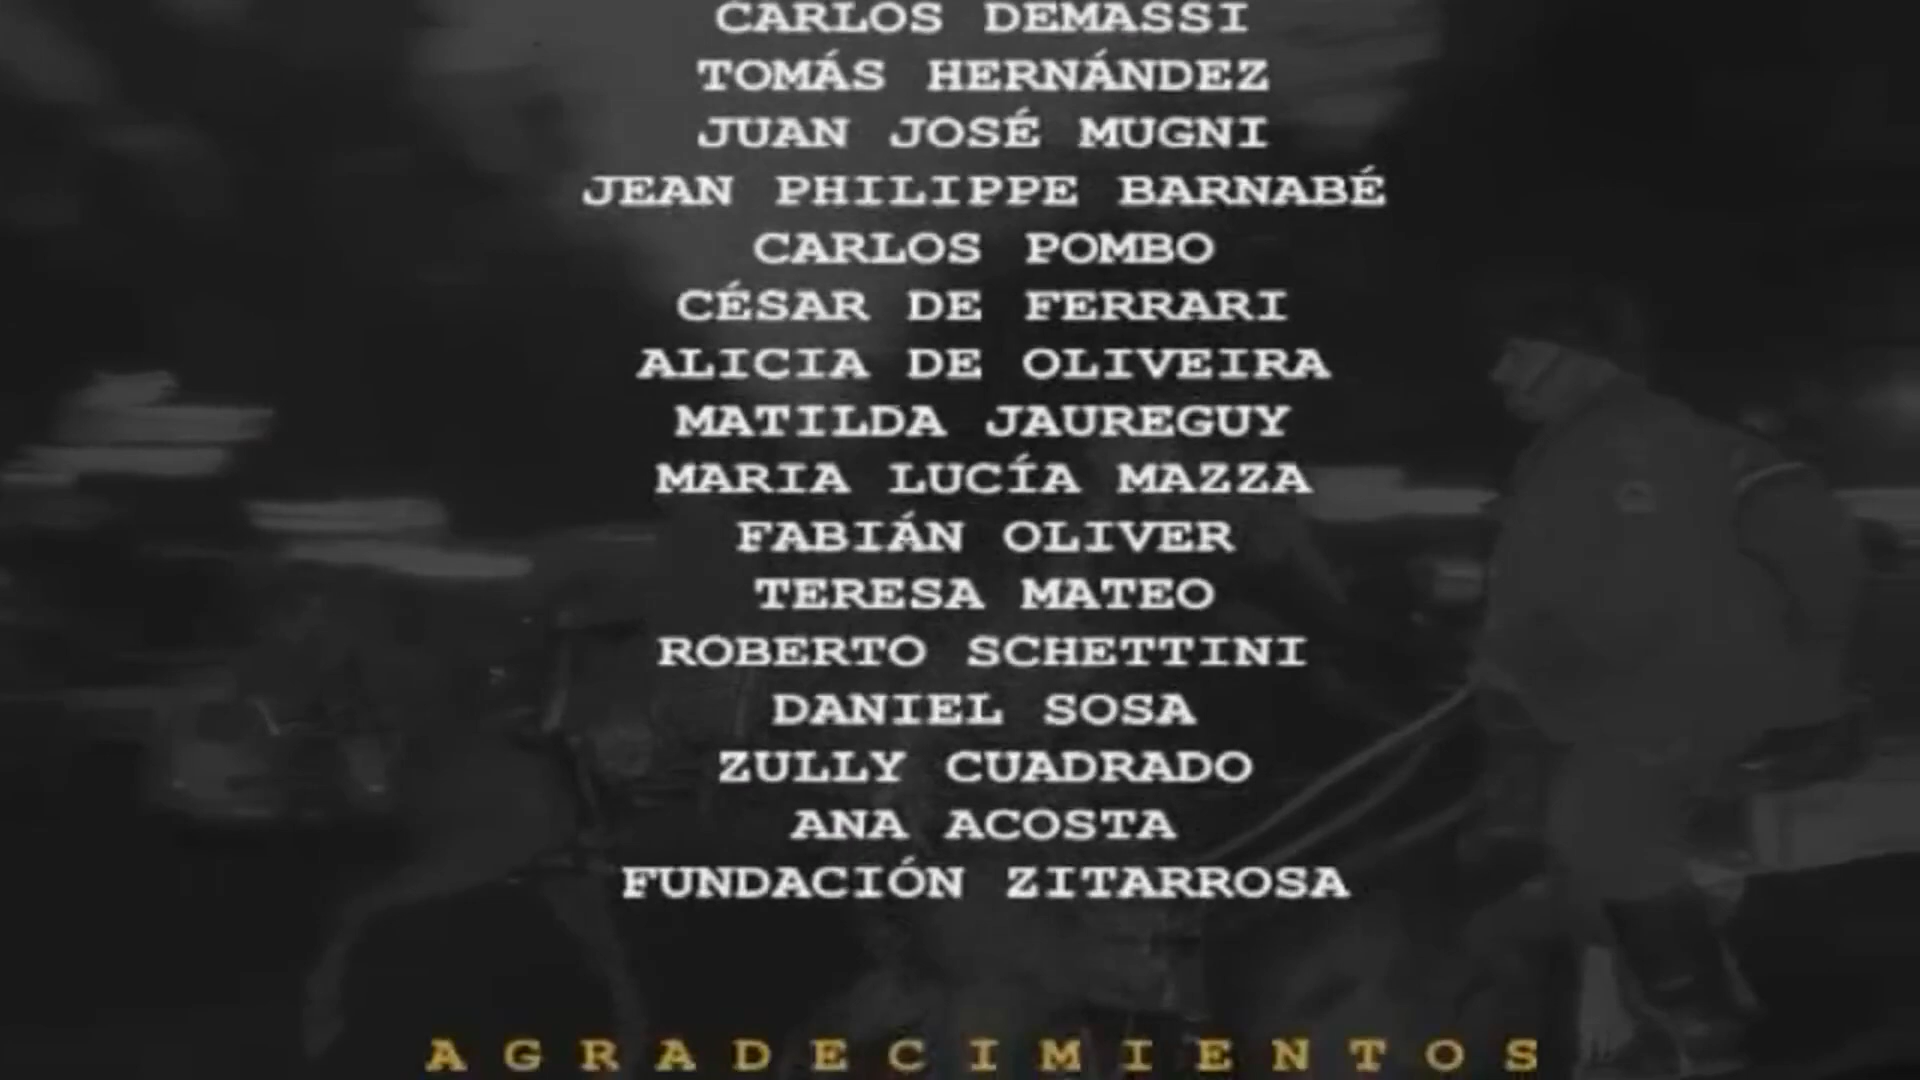 CARLOS DEMASSI
TOMÁS HERNÁNDEZ
JUAN JOSÉ MUGNI
JEAN PHILIPPE BARNABÉ
CARLOS POMBO
CÉSAR DE FERRARI
ALICIA DE OLIVEIRA
MATILDA JAUREGUY
MARIA LUCÍA MAZZA
FABIÁN OLIVER
TERESA MATEO
ROBERTO SCHETTINI
DANIEL SOSA
ZULLY CUADRADO
ANA ACOSTA
FUNDACIÓN ZITARROSA
AGRADECIMIENTOS